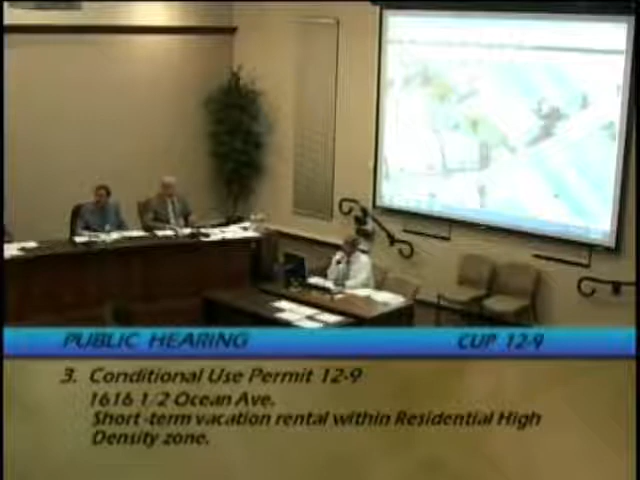 PUBLIC HEARING CUP 12-9
3. Conditional Use Permit 12-9
1616 1/2 Ocean Ave.
Short-term vacation rental within Residential High
Density zone.